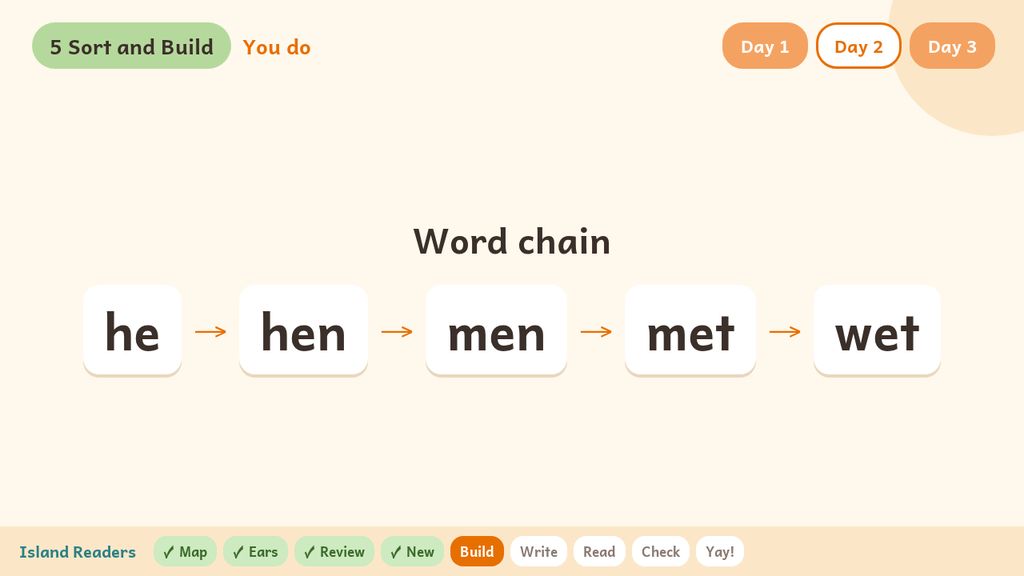 5 Sort and Build You do Day 1 Day 2 Day 3
Word chain
he → hen → men → met → wet
Island Readers ✓ Map ✓ Ears ✓ Review ✓ New Build Write Read Check Yay!